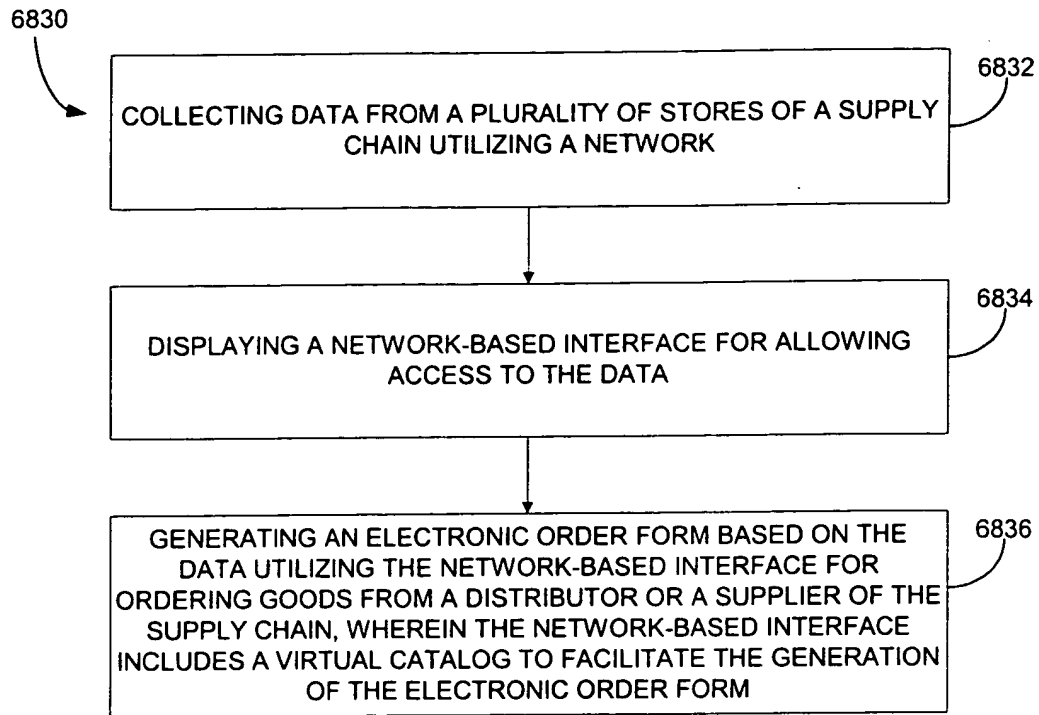 6830
6832
COLLECTING DATA FROM A PLURALITY OF STORES OF A SUPPLY
CHAIN UTILIZING A NETWORK
6834
DISPLAYING A NETWORK-BASED INTERFACE FOR ALLOWING
ACCESS TO THE DATA
6836
GENERATING AN ELECTRONIC ORDER FORM BASED ON THE
DATA UTILIZING THE NETWORK-BASED INTERFACE FOR
ORDERING GOODS FROM A DISTRIBUTOR OR A SUPPLIER OF THE
SUPPLY CHAIN, WHEREIN THE NETWORK-BASED INTERFACE
INCLUDES A VIRTUAL CATALOG TO FACILITATE THE GENERATION
OF THE ELECTRONIC ORDER FORM